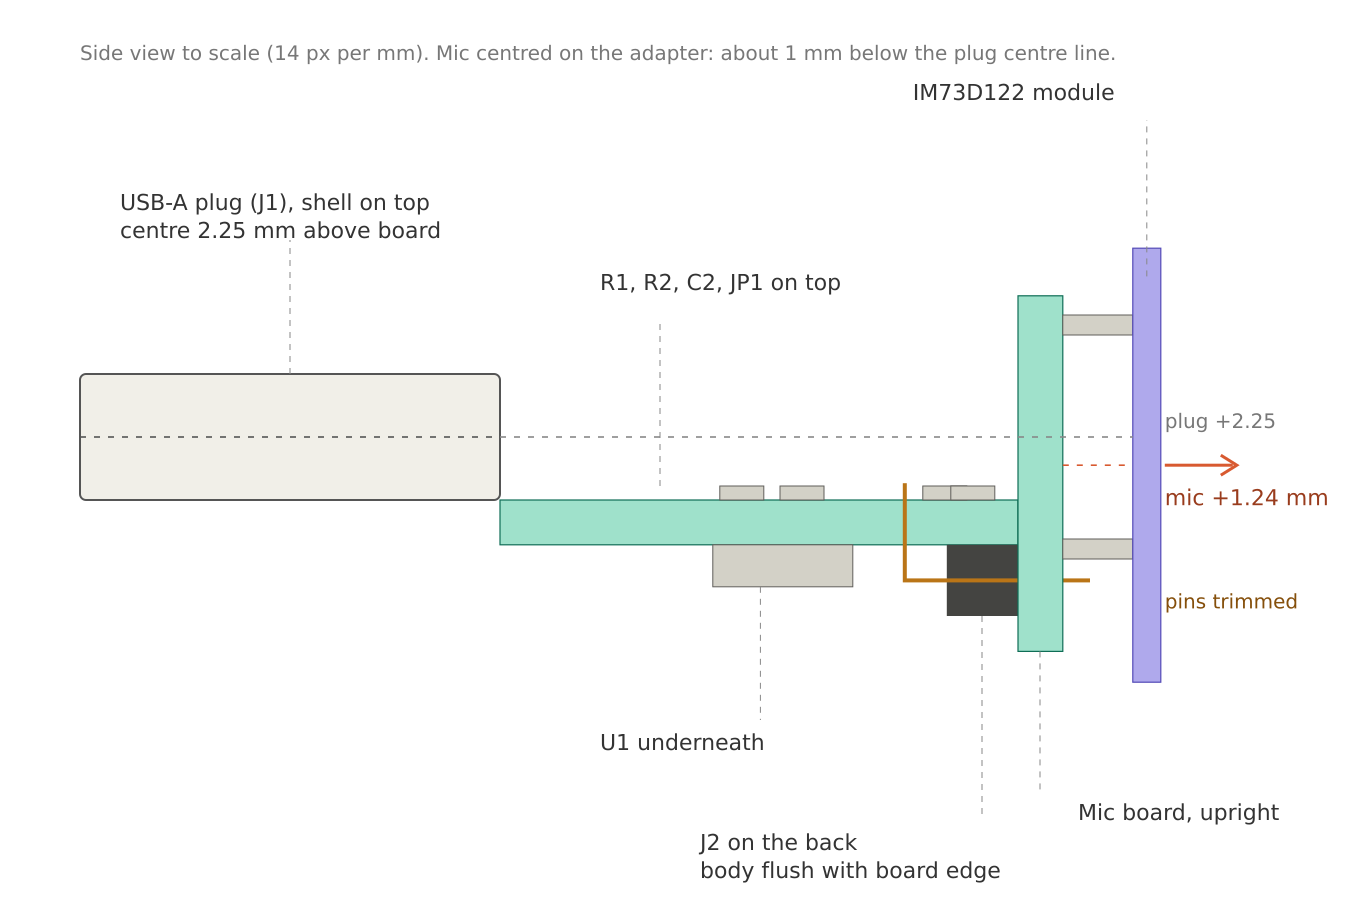 Side view to scale (14 px per mm). Mic centred on the adapter: about 1 mm below the plug centre line.
IM73D122 module
USB-A plug (J1), shell on top
centre 2.25 mm above board
R1, R2, C2, JP1 on top
plug +2.25
mic +1.24 mm
pins trimmed
U1 underneath
Mic board, upright
J2 on the back
body flush with board edge